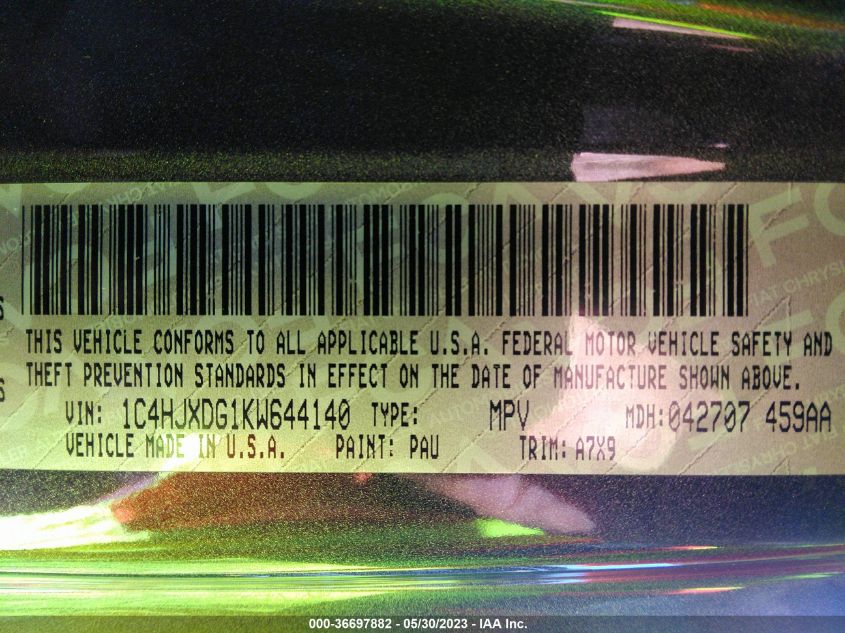 THIS VEHICLE CONFORMS TO ALL APPLICABLE U.S.A. FEDERAL MOTOR VEHICLE SAFETY AND
THEFT PREVENTION STANDARDS IN EFFECT ON THE DATE OF MANUFACTURE SHOWN ABOVE.
VIN: 1C4HJXDG1KW644140 TYPE: MPV MDH:042707 459AA
VEHICLE MADE IN U.S.A. PAINT: PAU TRIM: A7X9
000-36697882 - 05/30/2023 - IAA Inc.